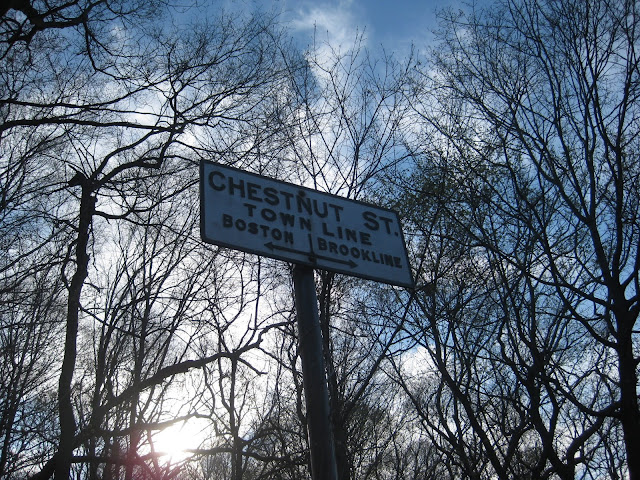 CHESTNUT ST.
TOWN LINE
BOSTON BROOKLINE